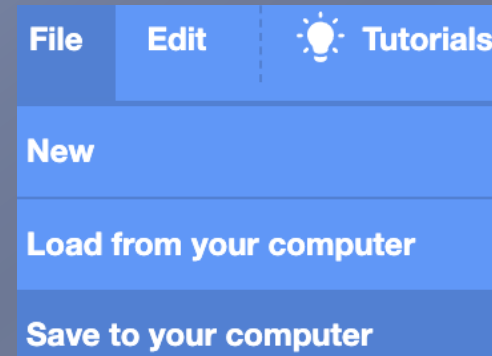 File Edit Tutorials
New
Load from your computer
Save to your computer